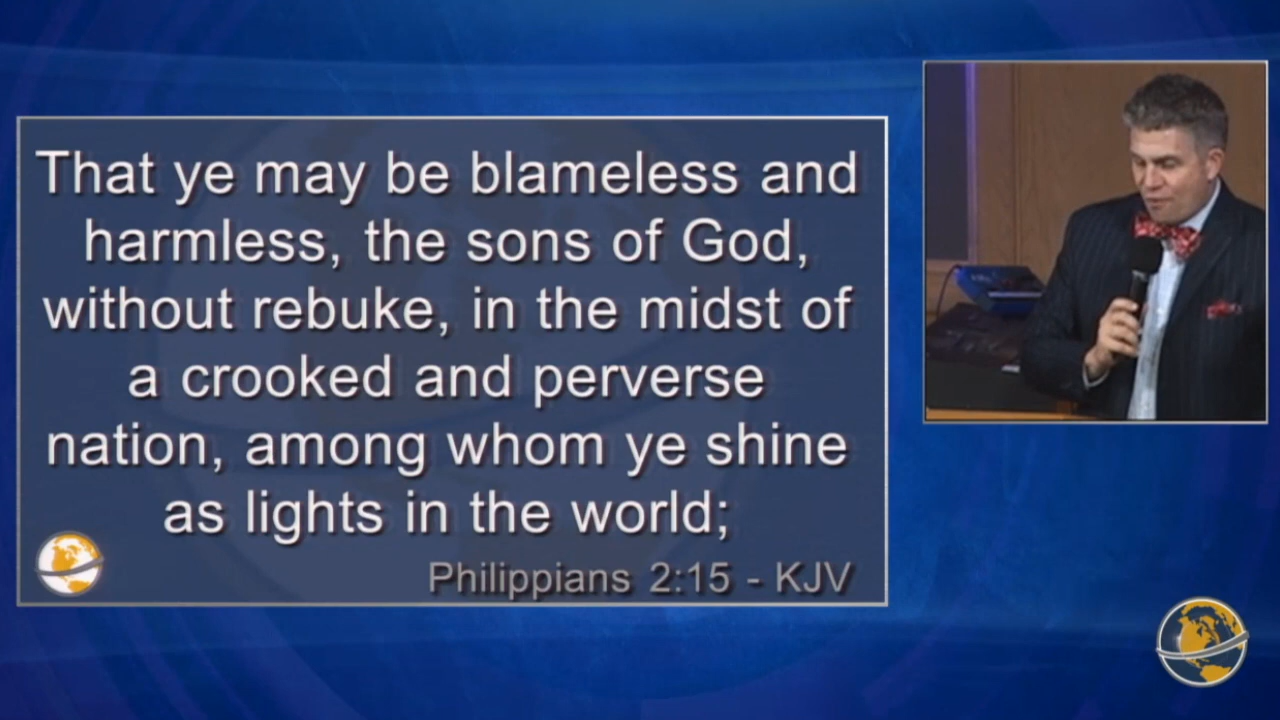 That ye may be blameless and
harmless, the sons of God,
without rebuke, in the midst of
a crooked and perverse
nation, among whom ye shine
as lights in the world;
Philippians 2:15 - KJV